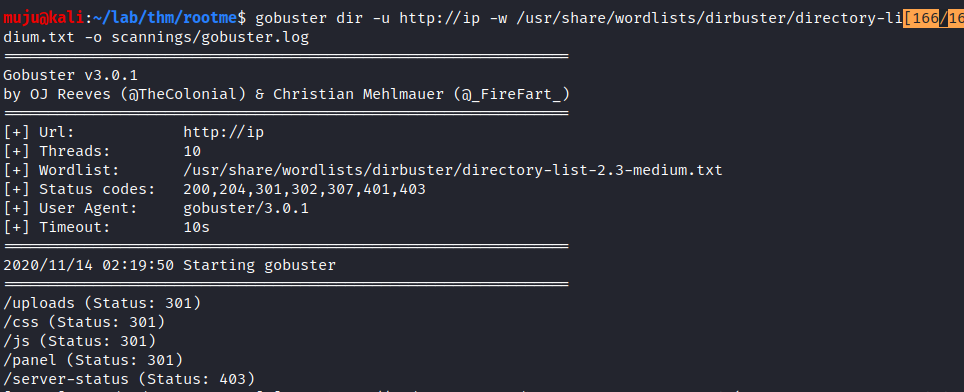 muju@kali:~/lab/thm/rootme$ gobuster dir -u http://ip -w /usr/share/wordlists/dirbuster/directory-li[166/16
dium.txt -o scannings/gobuster.log
===============================================================
Gobuster v3.0.1
by OJ Reeves (@TheColonial) & Christian Mehlmauer (@_FireFart_)
===============================================================
[+] Url:            http://ip
[+] Threads:        10
[+] Wordlist:       /usr/share/wordlists/dirbuster/directory-list-2.3-medium.txt
[+] Status codes:   200,204,301,302,307,401,403
[+] User Agent:     gobuster/3.0.1
[+] Timeout:        10s
===============================================================
2020/11/14 02:19:50 Starting gobuster
===============================================================
/uploads (Status: 301)
/css (Status: 301)
/js (Status: 301)
/panel (Status: 301)
/server-status (Status: 403)